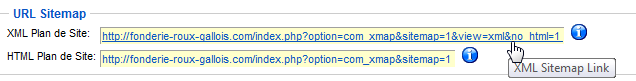 URL Sitemap
XML Plan de Site: http://fonderie-roux-gallois.com/index.php?option=com_xmap&sitemap=1&view=xml&no_html=1
HTML Plan de Site: http://fonderie-roux-gallois.com/index.php?option=com_xmap&sitemap=1
XML Sitemap Link